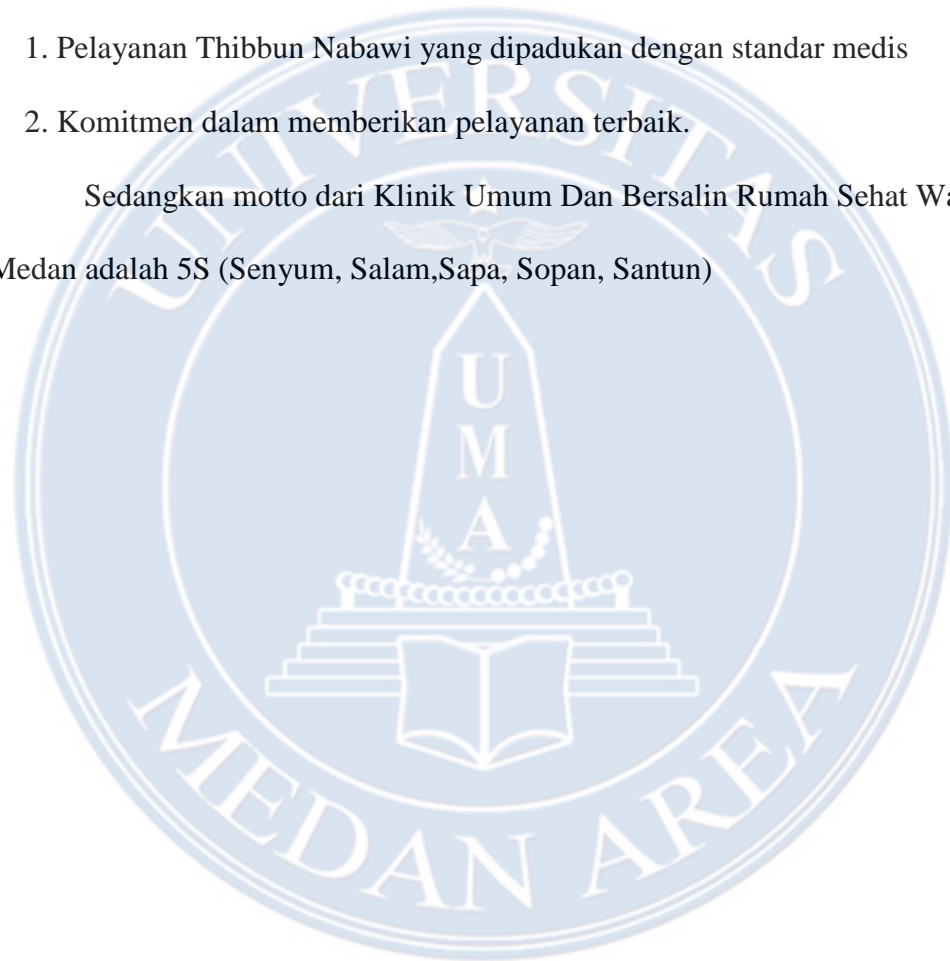 1. Pelayanan Thibbun Nabawi yang dipadukan dengan standar medis
2. Komitmen dalam memberikan pelayanan terbaik.
Sedangkan motto dari Klinik Umum Dan Bersalin Rumah Sehat
Medan adalah 5S (Senyum, Salam,Sapa, Sopan, Santun)
UNIVERSITAS
UMA
MEDAN AREA